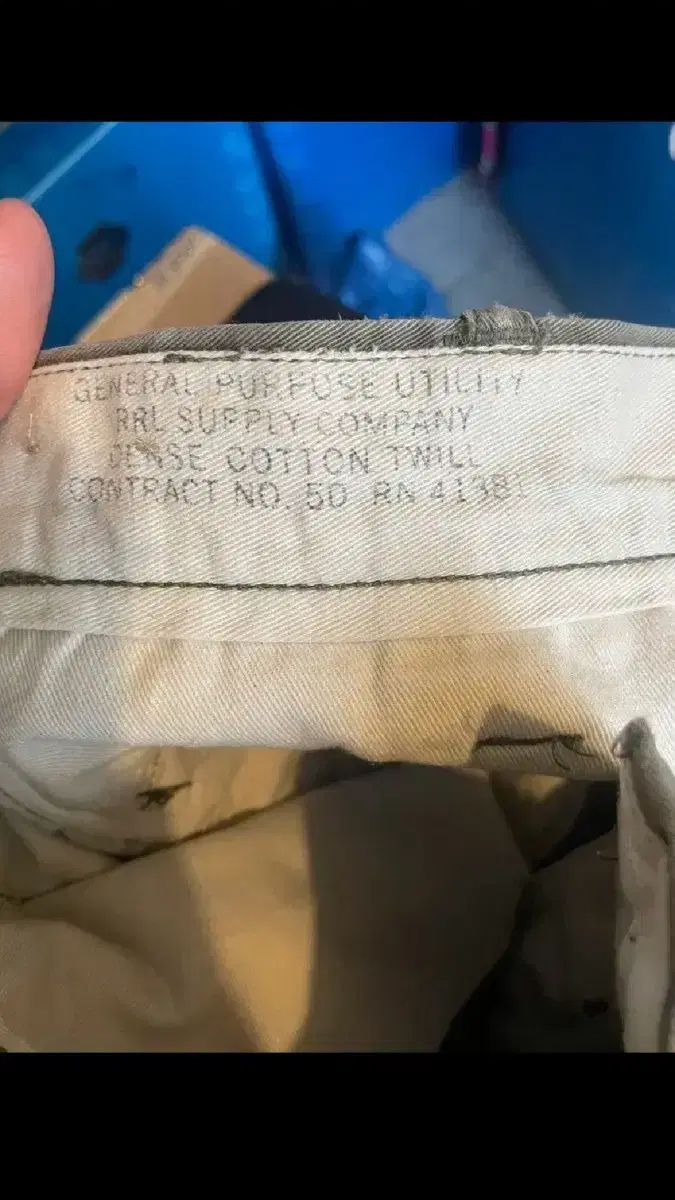 GENERAL PURPOSE UTILITY
RRL SUPPLY COMPANY
DENSE COTTON TWILL
CONTRACT NO. 50 RN 41381